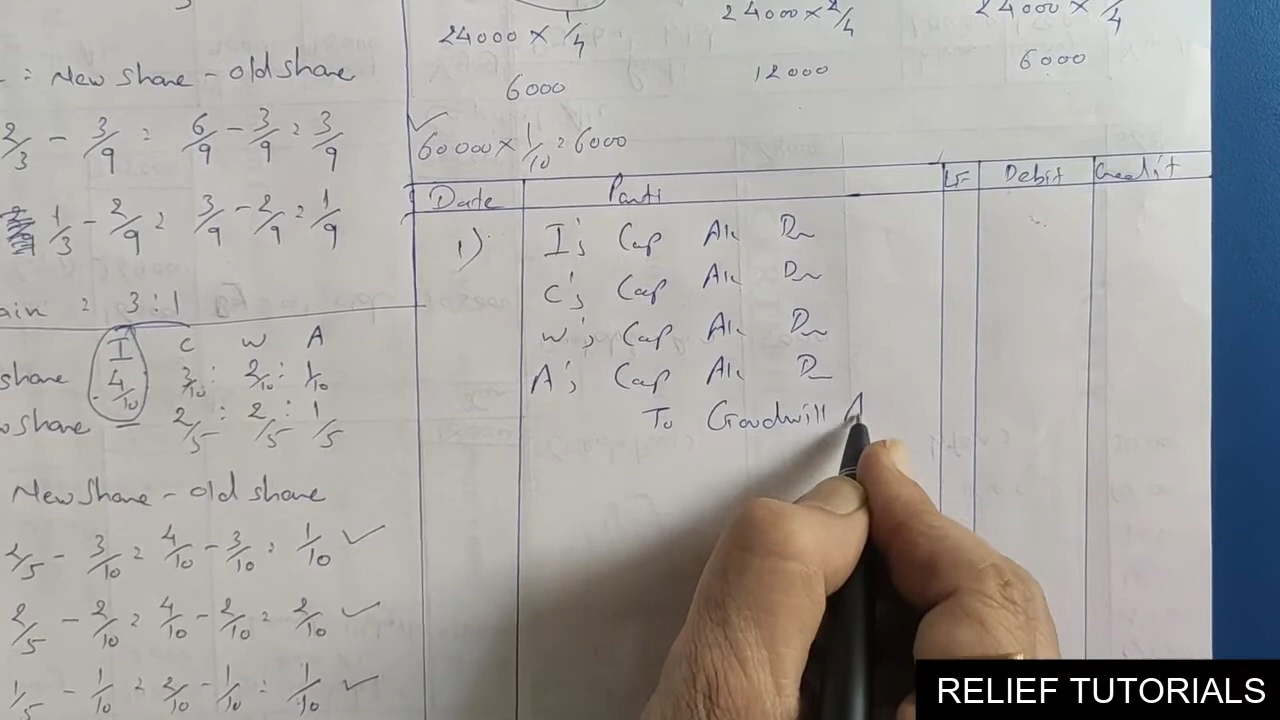 : New share - old share
2/3 - 3/9 = 6/9 - 3/9 = 3/9
1/3 - 2/9 = 3/9 - 2/9 = 1/9
ain = 3:1
I C W A
share 4/10 3/10 : 2/10 : 1/10
share 2/5 : 2/5 : 1/5
New share - old share
2/5 - 3/10 = 4/10 - 3/10 = 1/10 ✓
2/5 - 2/10 = 4/10 - 2/10 = 2/10 ✓
1/5 - 1/10 = 2/10 - 1/10 = 1/10 ✓
24000 × 1/4 24000 × 2/4 24000 × 1/4
6000 12000 6000
60000 × 1/10 = 6000
Date Parti LF Debit Credit
1) I's Cap A/c Dr
C's Cap A/c Dr
W's Cap A/c Dr
A's Cap A/c Dr
To Goodwill A
RELIEF TUTORIALS